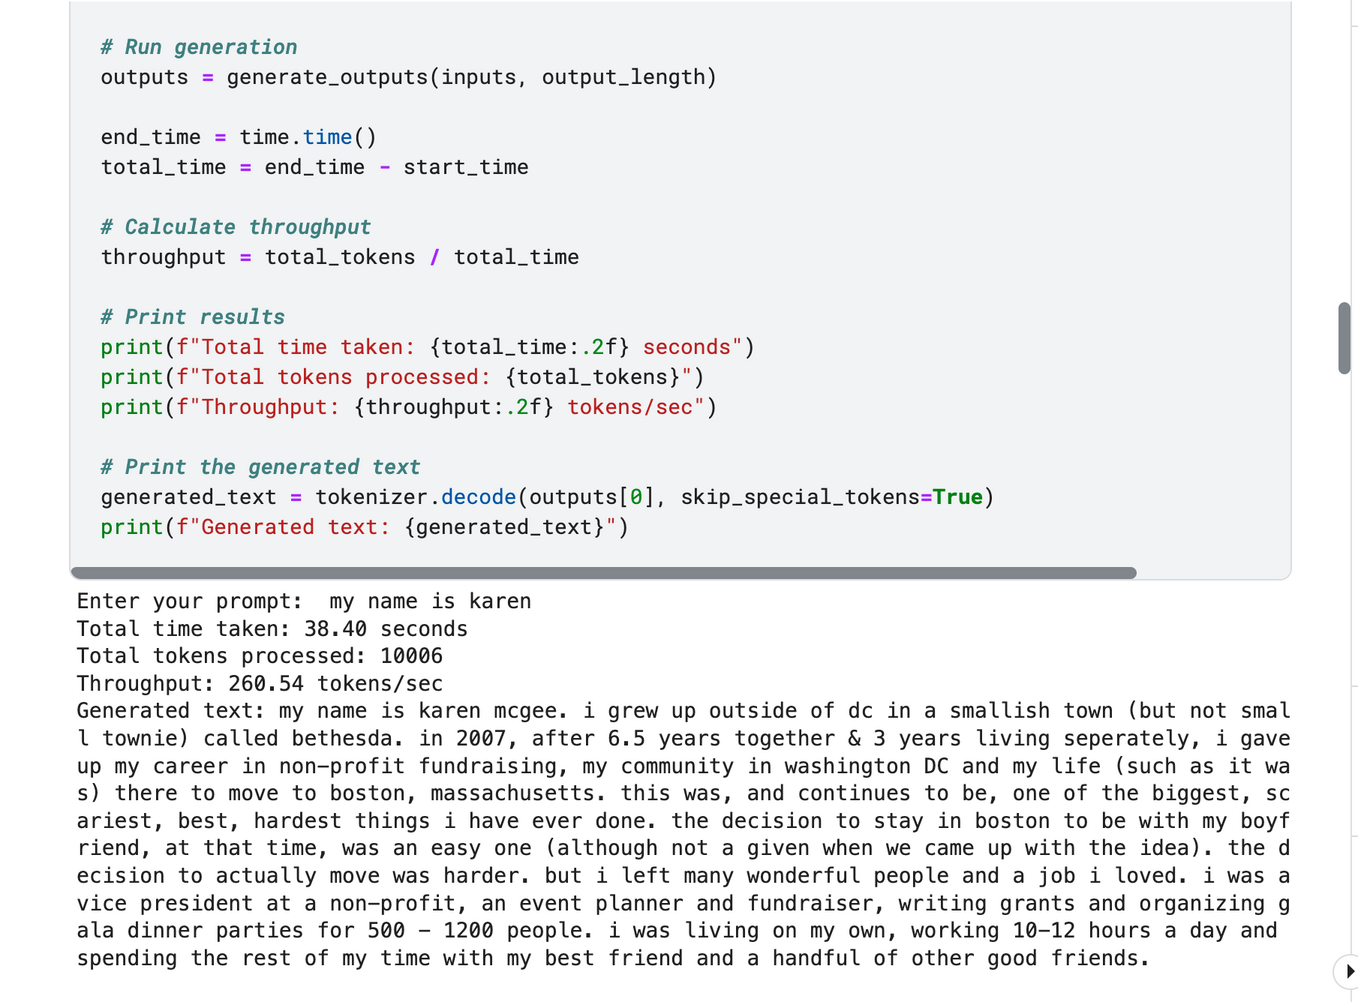 # Run generation
outputs = generate_outputs(inputs, output_length)
end_time = time.time()
total_time = end_time - start_time
# Calculate throughput
throughput = total_tokens / total_time
# Print results
print(f"Total time taken: {total_time:.2f} seconds")
print(f"Total tokens processed: {total_tokens}")
print(f"Throughput: {throughput:.2f} tokens/sec")
# Print the generated text
generated_text = tokenizer.decode(outputs[0], skip_special_tokens=True)
print(f"Generated text: {generated_text}")
Enter your prompt:  my name is karen
Total time taken: 38.40 seconds
Total tokens processed: 10006
Throughput: 260.54 tokens/sec
Generated text: my name is karen mcgee. i grew up outside of dc in a smallish town (but not smal
l townie) called bethesda. in 2007, after 6.5 years together & 3 years living seperately, i gave
up my career in non-profit fundraising, my community in washington DC and my life (such as it wa
s) there to move to boston, massachusetts. this was, and continues to be, one of the biggest, sc
ariest, best, hardest things i have ever done. the decision to stay in boston to be with my boyf
riend, at that time, was an easy one (although not a given when we came up with the idea). the d
ecision to actually move was harder. but i left many wonderful people and a job i loved. i was a
vice president at a non-profit, an event planner and fundraiser, writing grants and organizing g
ala dinner parties for 500 – 1200 people. i was living on my own, working 10-12 hours a day and
spending the rest of my time with my best friend and a handful of other good friends.